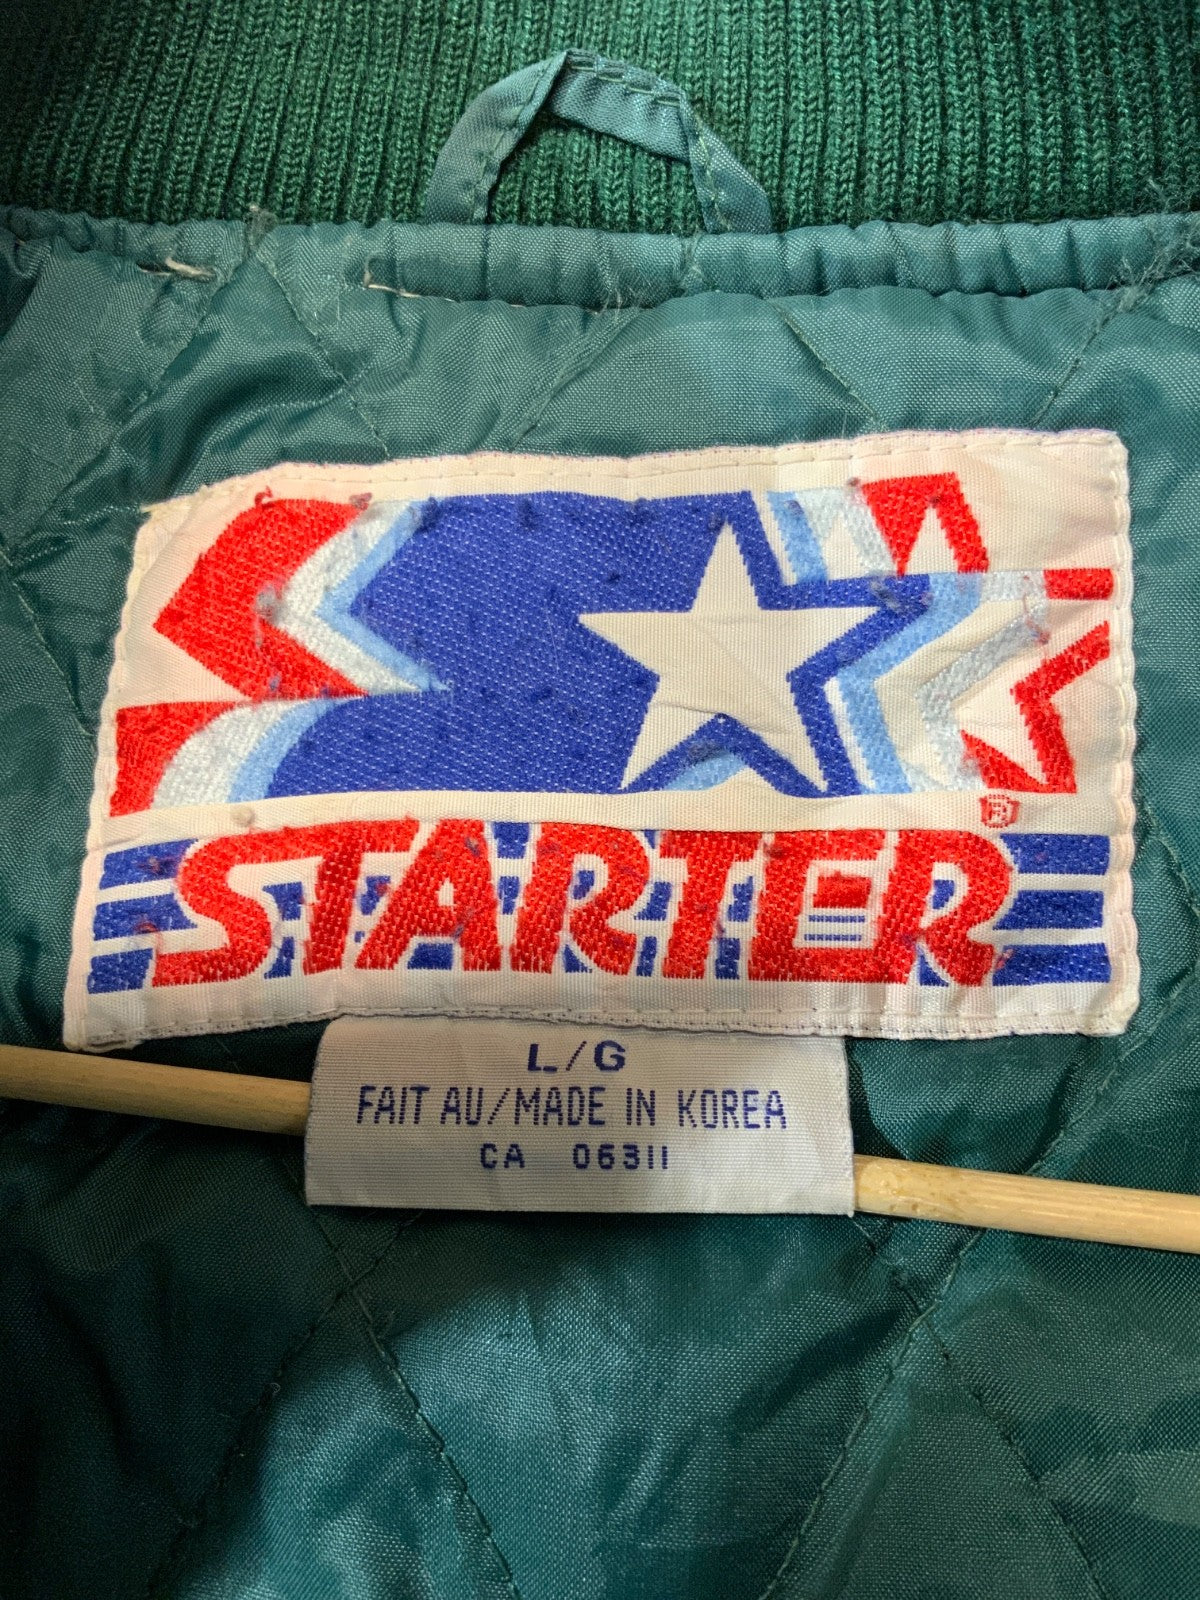 ®
STARTER
L/G
FAIT AU/MADE IN KOREA
CA 06311